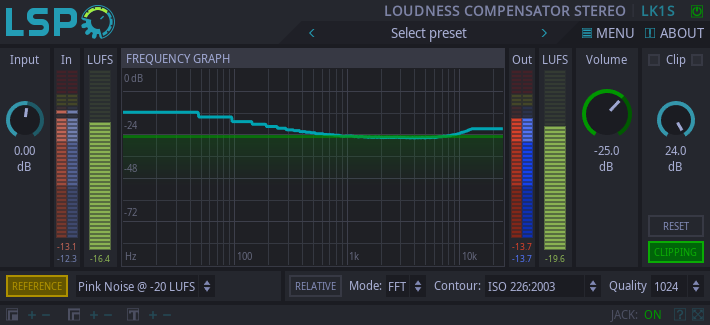 LSP LOUDNESS COMPENSATOR STEREO LK1S
Select preset MENU ABOUT
Input In LUFS FREQUENCY GRAPH Out LUFS Volume Clip
0 dB
-24
-48
-72
Hz 100 1k 10k
0.00
dB
-13.1
-12.3
-16.4
-13.7
-13.7
-19.6
-25.0
dB
24.0
dB
RESET
CLIPPING
REFERENCE Pink Noise @ -20 LUFS RELATIVE Mode: FFT Contour: ISO 226:2003 Quality 1024
JACK: ON